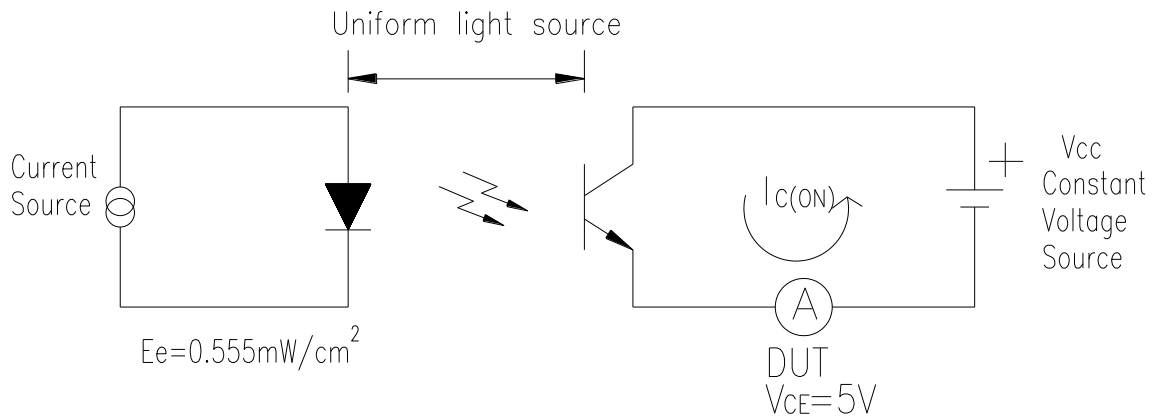 Uniform light source
Current
Source
IC(ON)
+
Vcc
Constant
Voltage
Source
A
Ee=0.555mW/cm²
DUT
VCE=5V